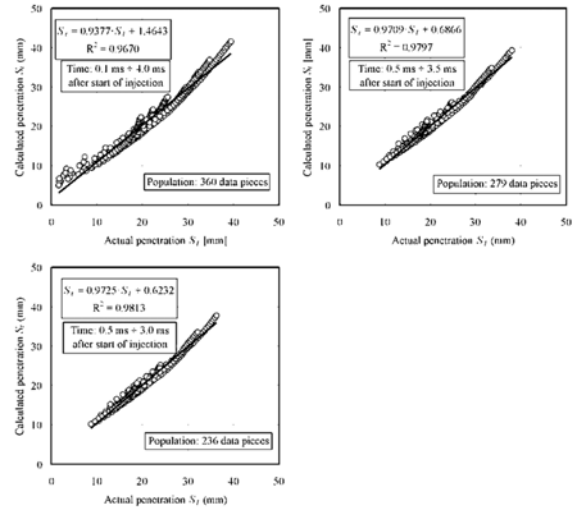 50
40
30
20
10
0
S_t = 0.9377· S_I + 1.4643
R² = 0.9670
Time: 0.1 ms ÷ 4.0 ms
after start of injection
Population: 360 data pieces
0 10 20 30 40 50
Actual penetration S_I [mm]
Calculated penetration S_t (mm)
50
40
30
20
10
0
S_t = 0.9709 · S_I + 0.6866
R² = 0.9797
Time: 0.5 ms ÷ 3.5 ms
after start of injection
Population: 279 data pieces
0 10 20 30 40 50
Actual penetration S_I (mm)
Calculated penetration S_t [mm]
50
40
30
20
10
0
S_t = 0.9725 · S_I + 0.6232
R² = 0.9813
Time: 0.5 ms ÷ 3.0 ms
after start of injection
Population: 236 data pieces
0 10 20 30 40 50
Actual penetration S_I (mm)
Calculated penetration S_t (mm)